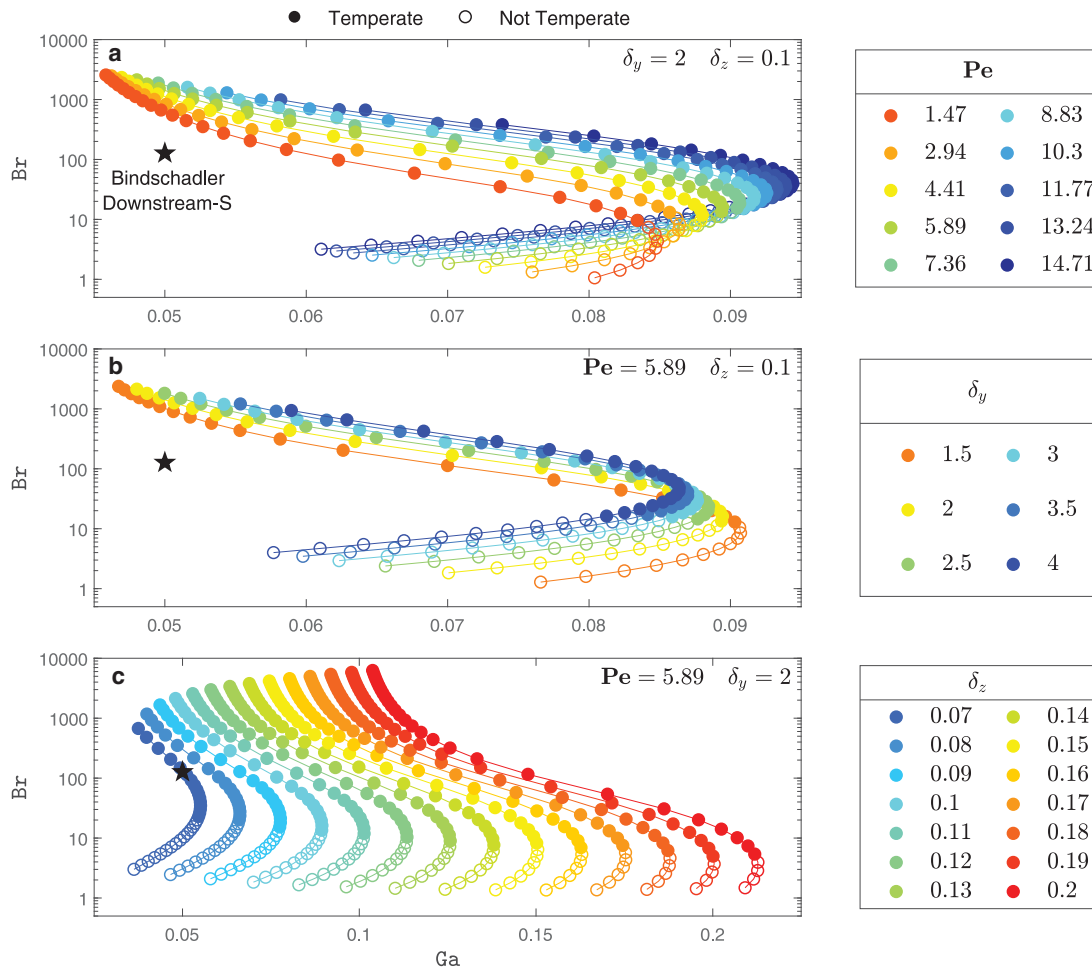 Temperate Not Temperate
a
δy = 2 δz = 0.1
Br
10000
1000
100
10
1
Bindschadler
Downstream-S
0.05 0.06 0.07 0.08 0.09
Pe
1.47 8.83
2.94 10.3
4.41 11.77
5.89 13.24
7.36 14.71
b
Pe = 5.89 δz = 0.1
Br
10000
1000
100
10
1
0.05 0.06 0.07 0.08 0.09
δy
1.5 3
2 3.5
2.5 4
c
Pe = 5.89 δy = 2
Br
10000
1000
100
10
1
0.05 0.1 0.15 0.2
Ga
δz
0.07 0.14
0.08 0.15
0.09 0.16
0.1 0.17
0.11 0.18
0.12 0.19
0.13 0.2